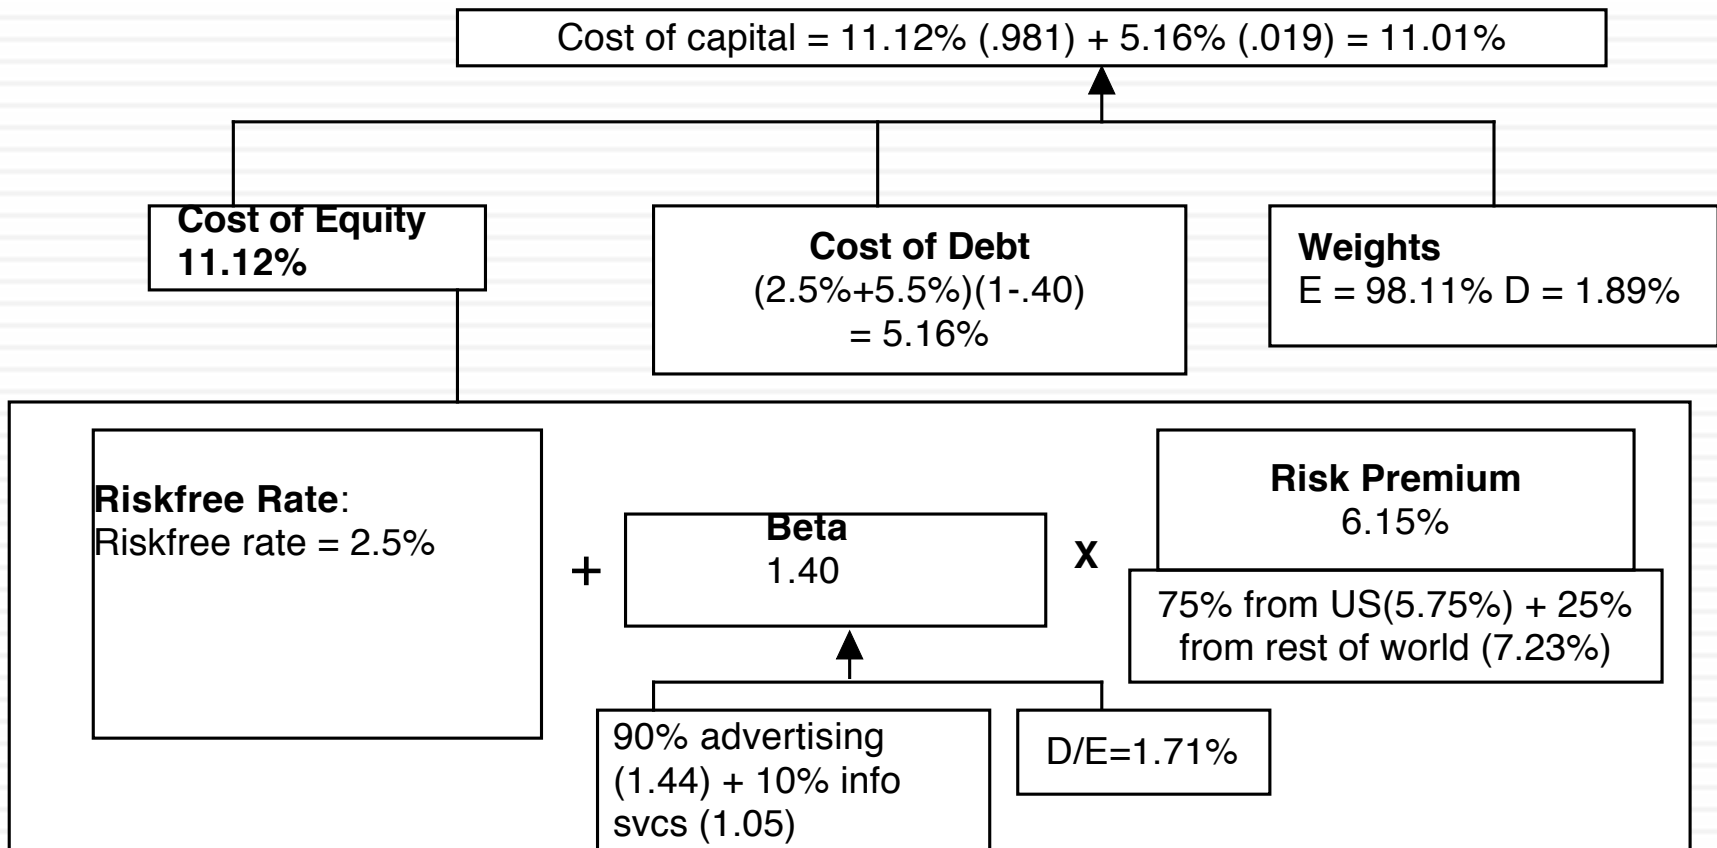 Cost of capital = 11.12% (.981) + 5.16% (.019) = 11.01%
Cost of Equity
11.12%
Cost of Debt
(2.5%+5.5%)(1-.40)
= 5.16%
Weights
E = 98.11% D = 1.89%
Riskfree Rate:
Riskfree rate = 2.5%
+
Beta
1.40
X
Risk Premium
6.15%
75% from US(5.75%) + 25%
from rest of world (7.23%)
90% advertising
(1.44) + 10% info
svcs (1.05)
D/E=1.71%